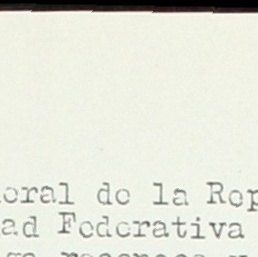 oral de la Rep
ad Federativa